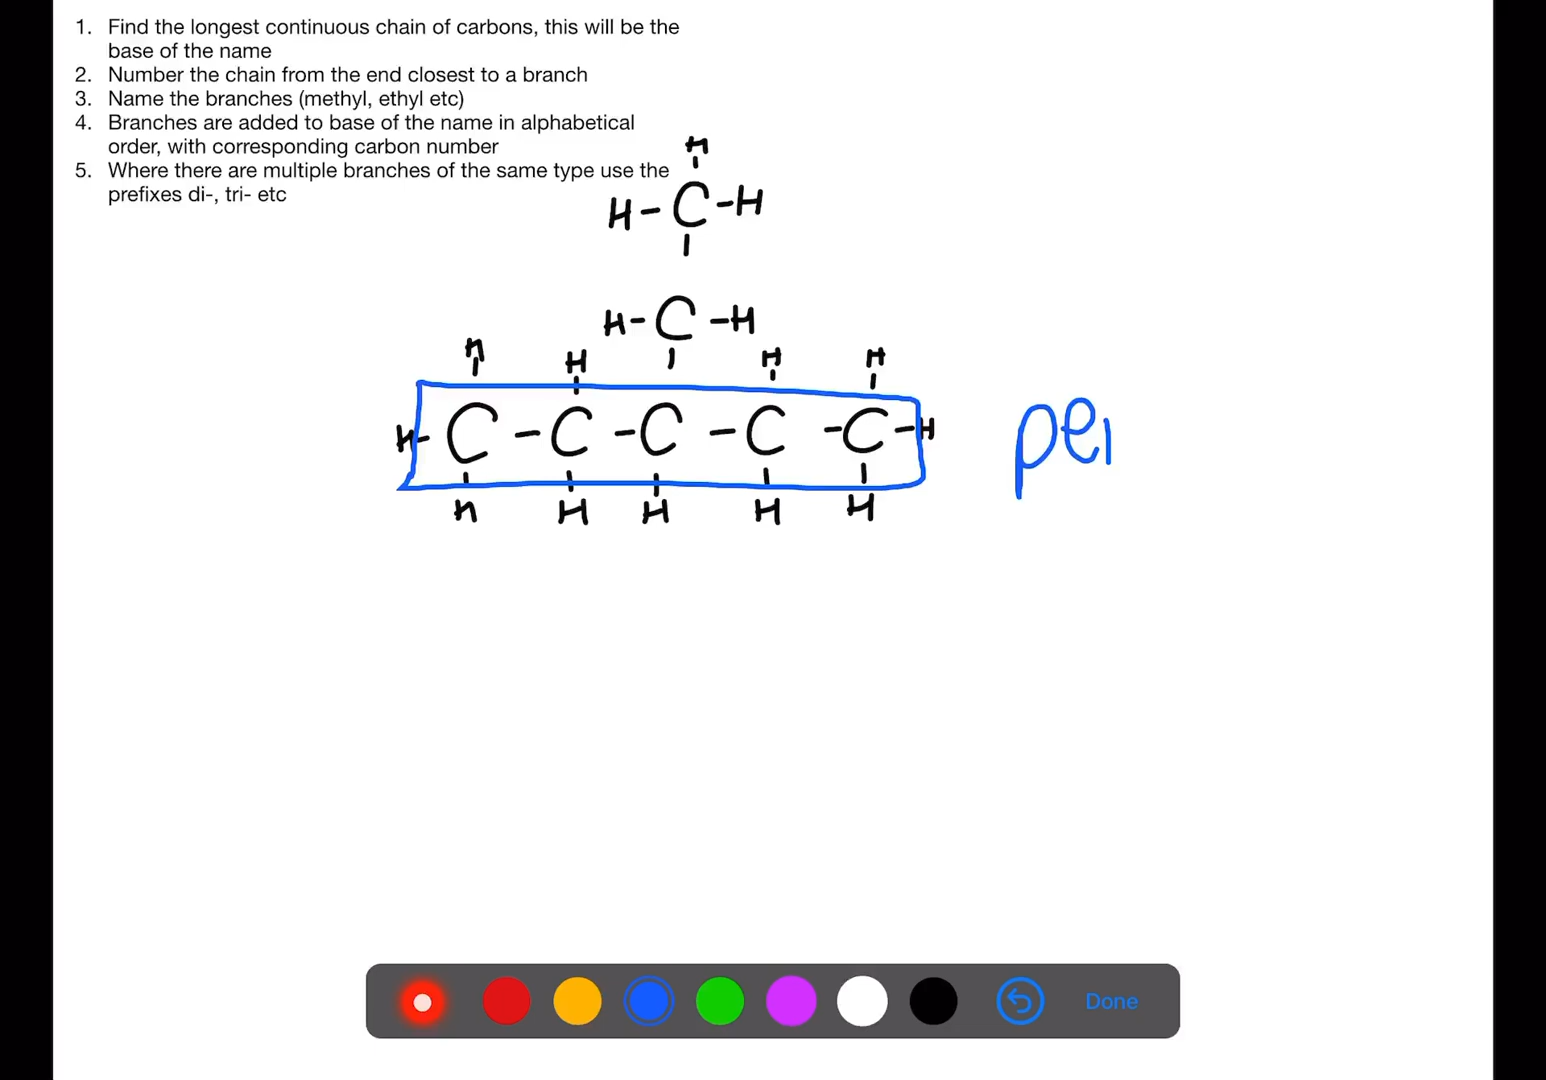 1. Find the longest continuous chain of carbons, this will be the
base of the name
2. Number the chain from the end closest to a branch
3. Name the branches (methyl, ethyl etc)
4. Branches are added to base of the name in alphabetical
order, with corresponding carbon number
5. Where there are multiple branches of the same type use the
prefixes di-, tri- etc
H
H-C-H
H-C-H
H H H H
H-C-C-C-C-C-H
H H H H H
pe
Done